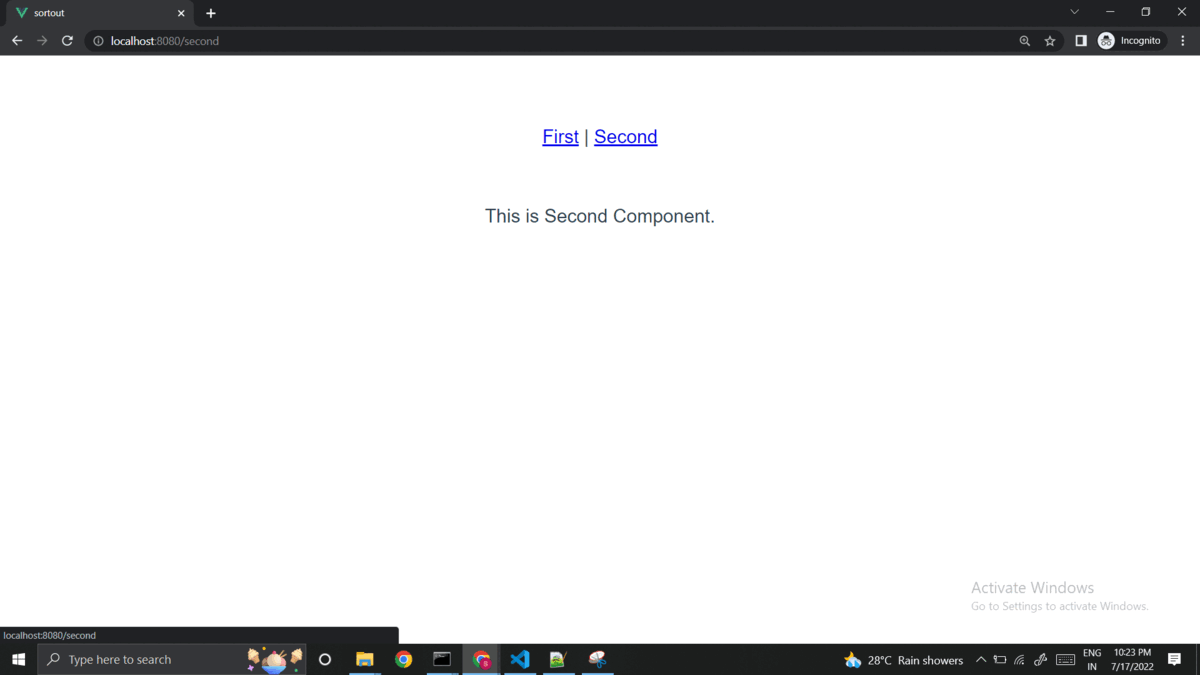 sortout
localhost:8080/second
Incognito
First | Second
This is Second Component.
Activate Windows
Go to Settings to activate Windows.
localhost:8080/second
Type here to search
28°C Rain showers
ENG
IN
10:23 PM
7/17/2022